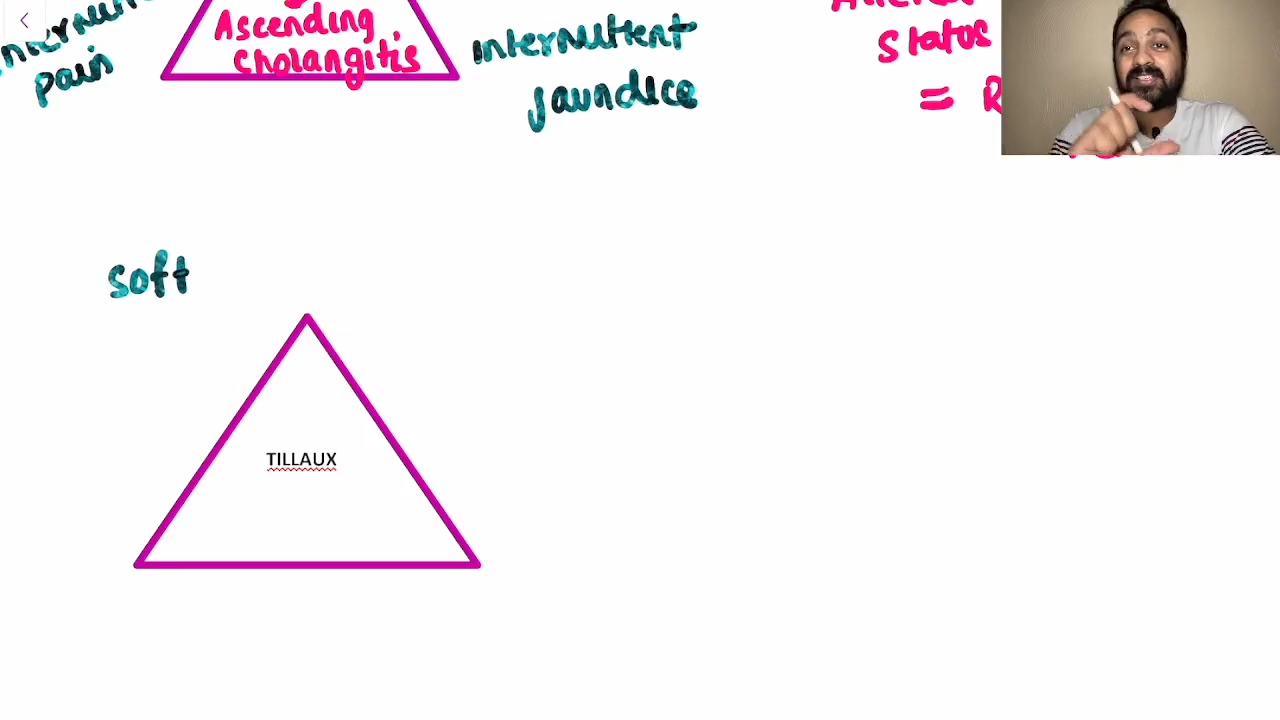 pain
Ascending
Cholangitis
Intermittent
Jaundice
Status
=
soft
TILLAUX